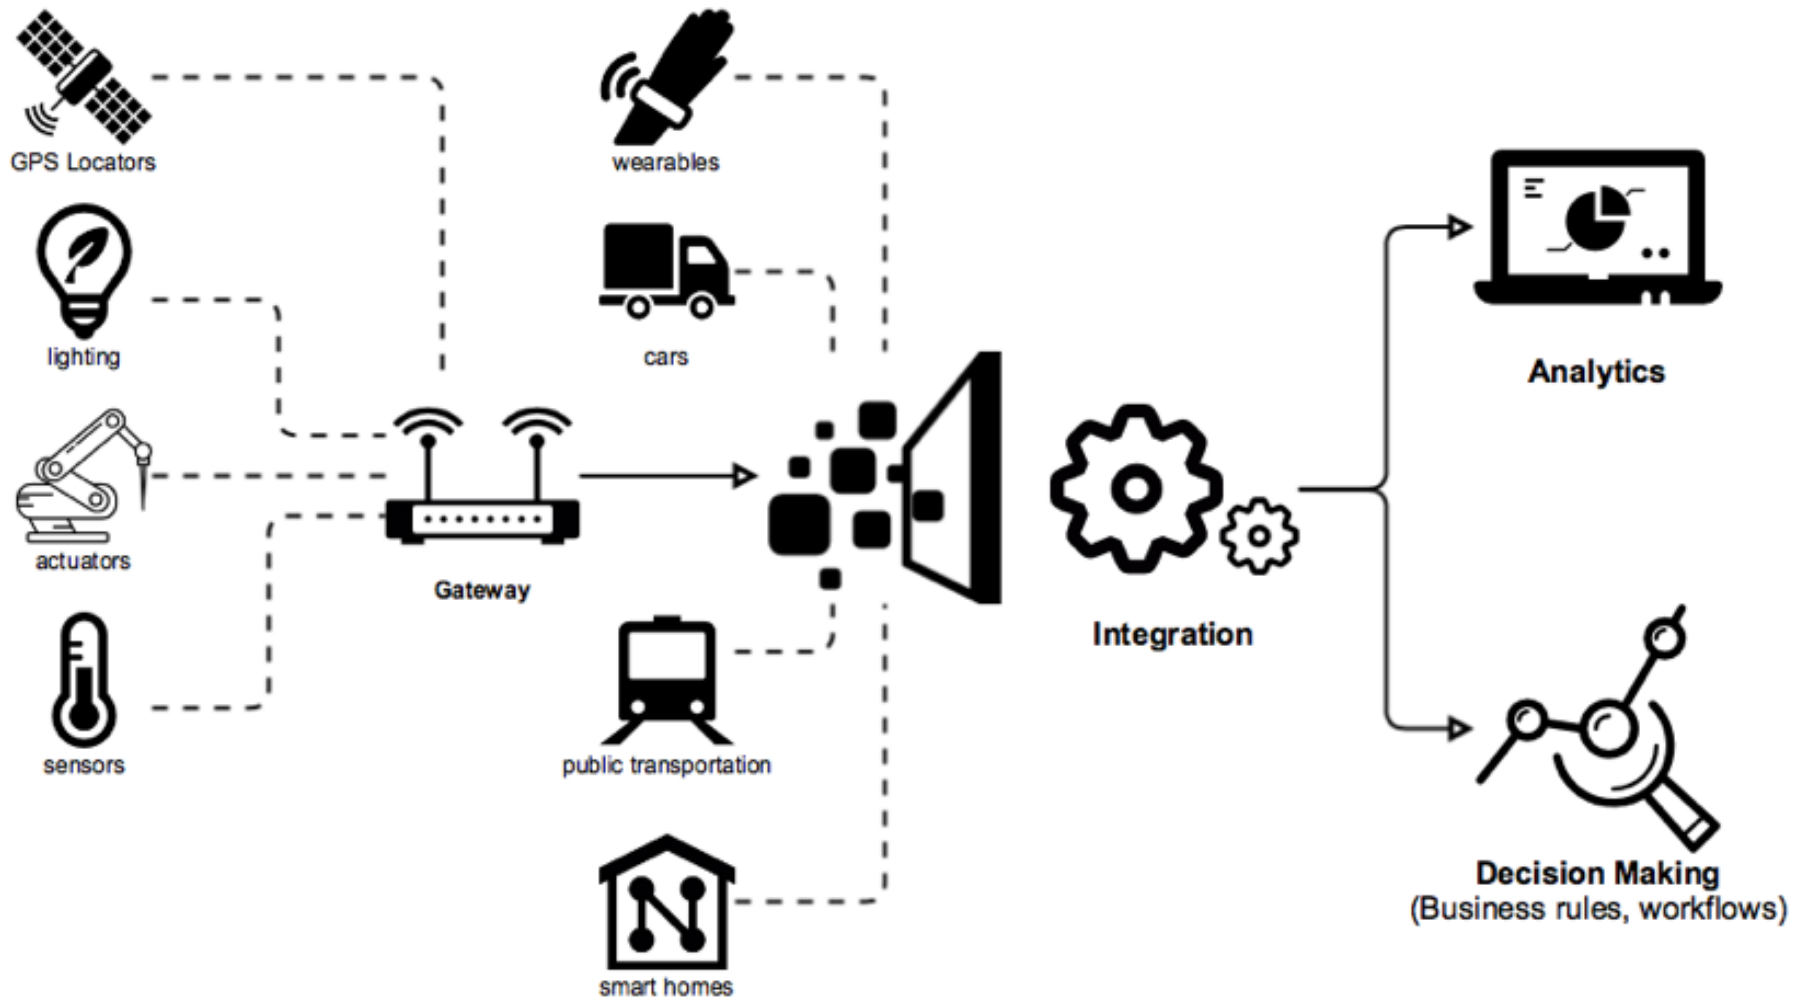 GPS Locators
wearables
lighting
cars
Analytics
actuators
Gateway
Integration
sensors
public transportation
Decision Making
(Business rules, workflows)
smart homes